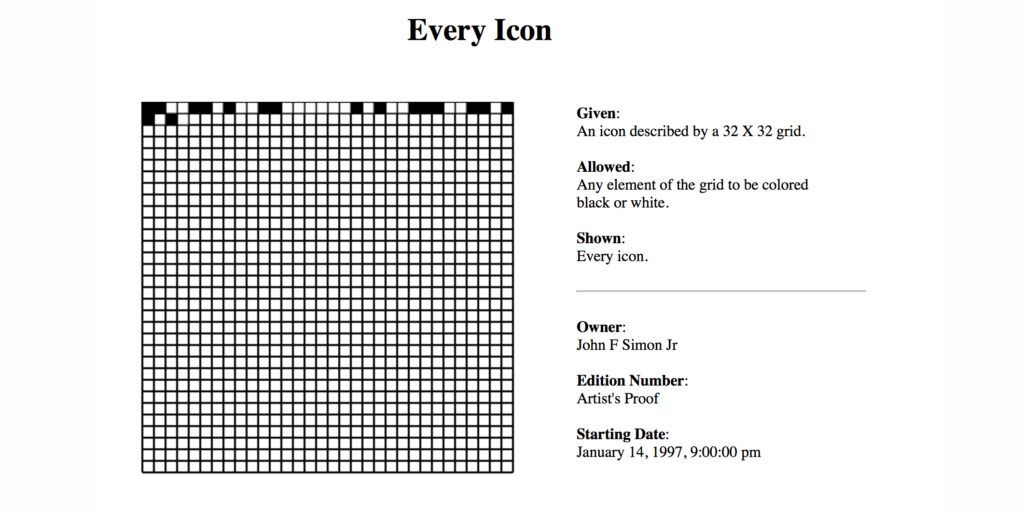 Every Icon
Given:
An icon described by a 32 X 32 grid.
Allowed:
Any element of the grid to be colored
black or white.
Shown:
Every icon.
Owner:
John F Simon Jr
Edition Number:
Artist's Proof
Starting Date:
January 14, 1997, 9:00:00 pm